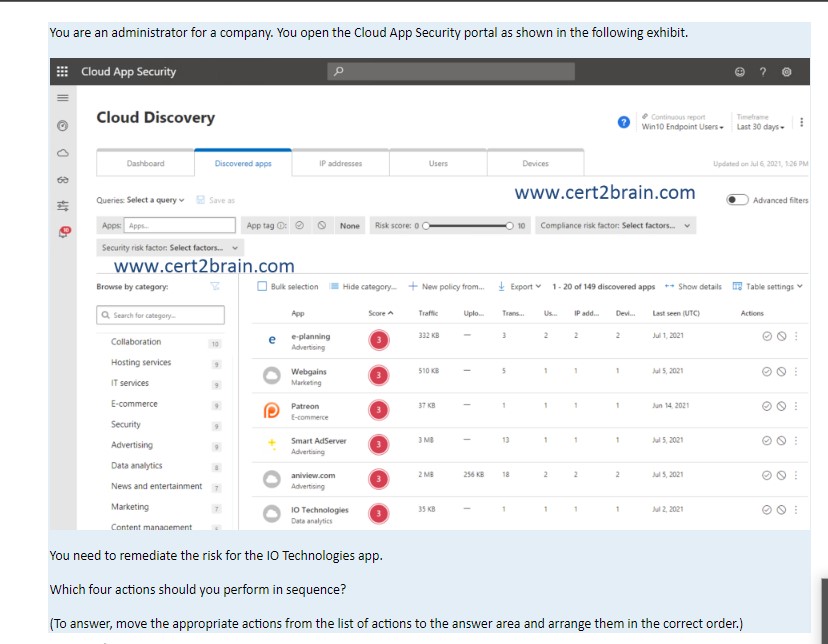 You are an administrator for a company. You open the Cloud App Security portal as shown in the following exhibit.
Cloud App Security
Cloud Discovery
Continuous report
Win10 Endpoint Users
Timeframe
Last 30 days
Dashboard
Discovered apps
IP addresses
Users
Devices
Updated on Jul 6, 2021, 1:26 PM
Queries: Select a query
Save as
www.cert2brain.com
Advanced filters
Apps: Apps...
App tag
None
Risk score: 0 10
Compliance risk factor: Select factors...
Security risk factor: Select factors...
www.cert2brain.com
Browse by category:
Bulk selection
Hide category...
New policy from...
Export
1 - 20 of 149 discovered apps
Show details
Table settings
Search for category...
App Score Traffic Uplo... Trans... Us... IP add... Devi... Last seen (UTC) Actions
Collaboration 10
Hosting services 9
IT services 9
E-commerce 9
Security 9
Advertising 9
Data analytics 8
News and entertainment 7
Marketing 7
Content management
e-planning 3 332 KB — 3 2 2 2 Jul 1, 2021
Advertising
Webgains 3 510 KB — 5 1 1 1 Jul 5, 2021
Marketing
Patreon 3 37 KB — 1 1 1 1 Jun 14, 2021
E-commerce
Smart AdServer 3 3 MB — 13 1 1 1 Jul 5, 2021
Advertising
aniview.com 3 2 MB 256 KB 18 2 2 2 Jul 5, 2021
Advertising
IO Technologies 3 35 KB — 1 1 1 1 Jul 2, 2021
Data analytics
You need to remediate the risk for the IO Technologies app.
Which four actions should you perform in sequence?
(To answer, move the appropriate actions from the list of actions to the answer area and arrange them in the correct order.)